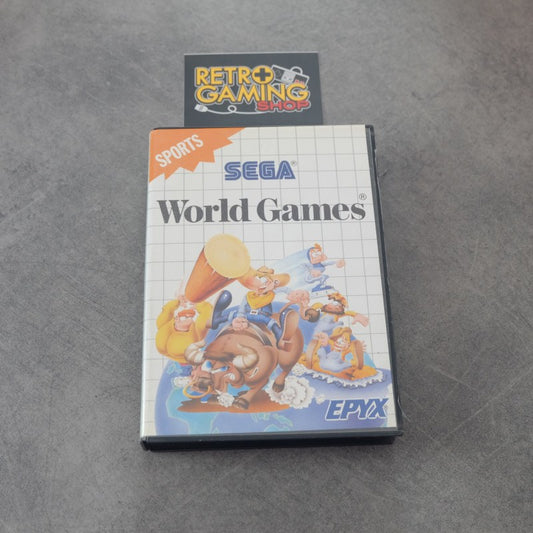 RETRO
GAMING
SHOP
SPORTS
SEGA®
World Games®
EPYX